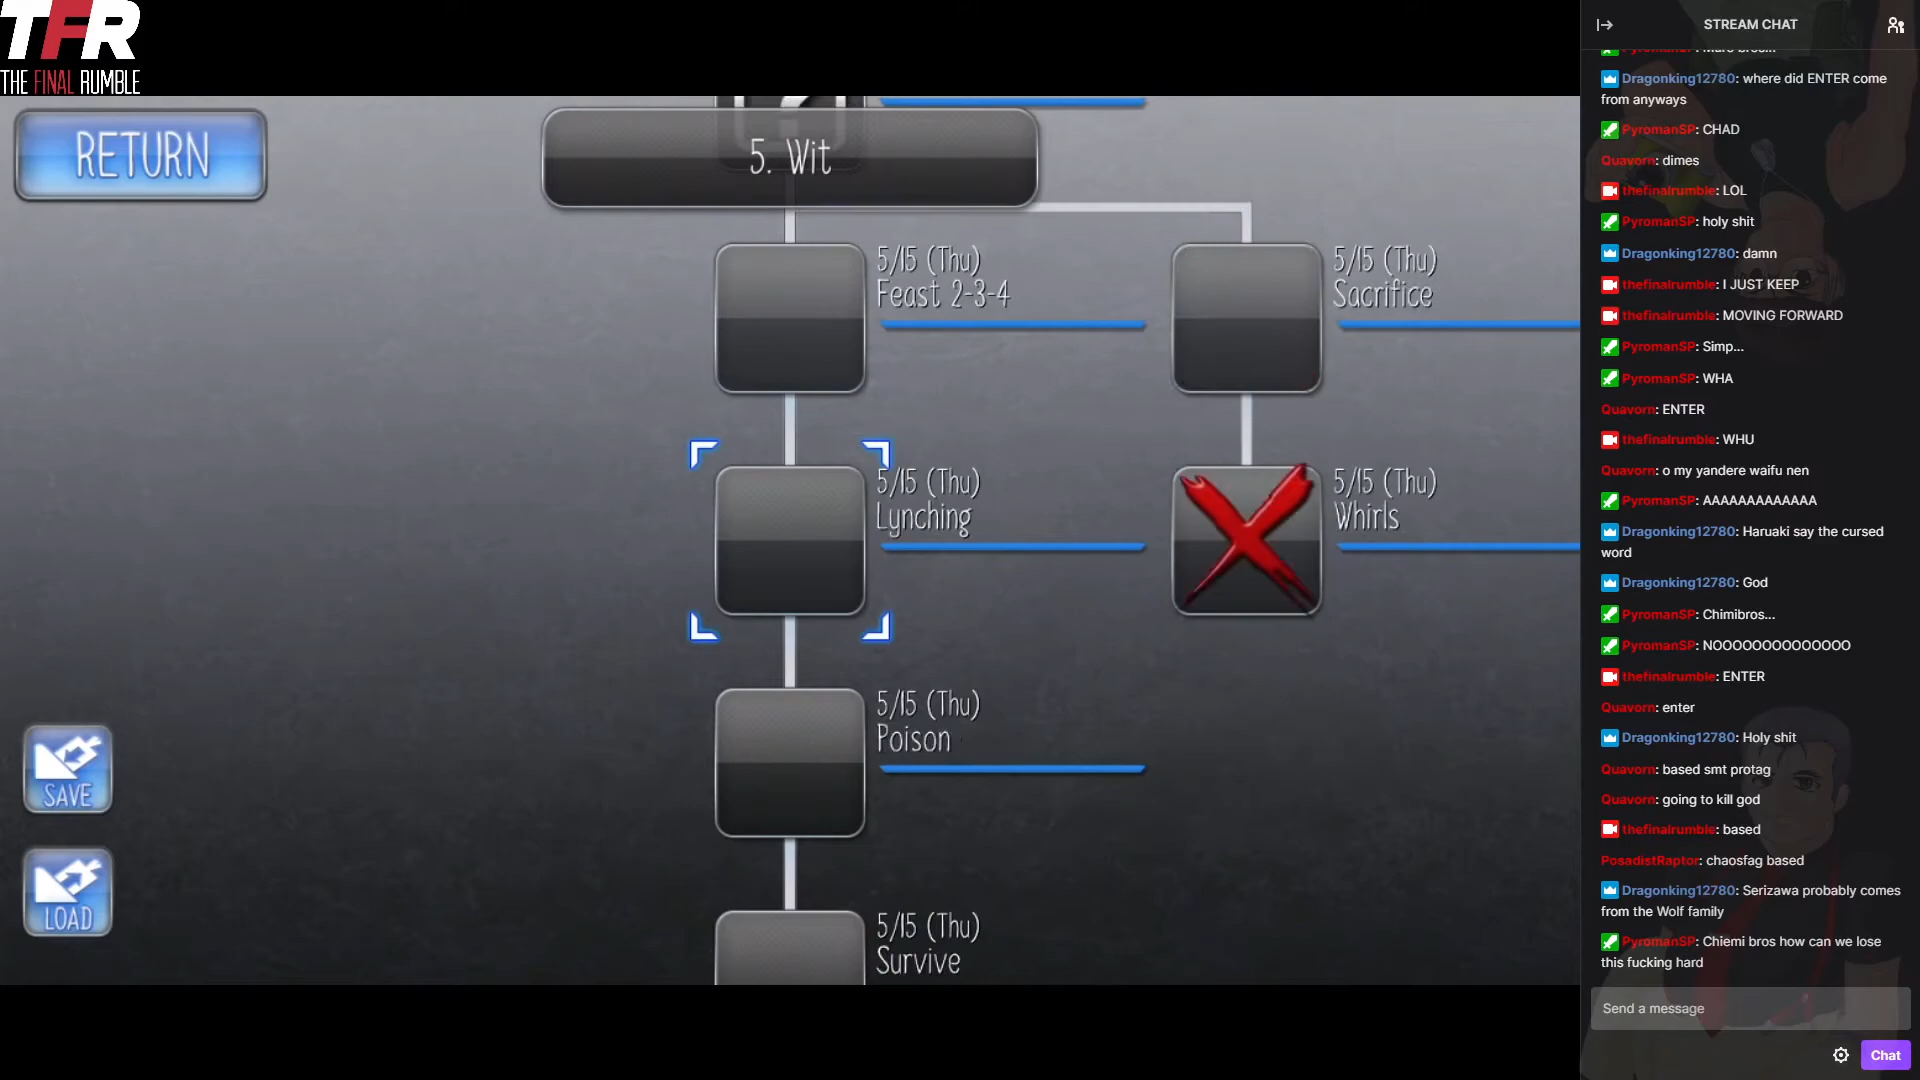 TFR
THE FINAL RUMBLE
RETURN
5. Wit
5/15 (Thu)
Feast 2-3-4
5/15 (Thu)
Sacrifice
5/15 (Thu)
Lynching
5/15 (Thu)
Whirls
5/15 (Thu)
Poison
5/15 (Thu)
Survive
SAVE
LOAD
STREAM CHAT
Dragonking12780: where did ENTER come
from anyways
PyromanSP: CHAD
Quavorn: dimes
thefinalrumble: LOL
PyromanSP: holy shit
Dragonking12780: damn
thefinalrumble: I JUST KEEP
thefinalrumble: MOVING FORWARD
PyromanSP: Simp...
PyromanSP: WHA
Quavorn: ENTER
thefinalrumble: WHU
Quavorn: o my yandere waifu nen
PyromanSP: AAAAAAAAAAAAA
Dragonking12780: Haruaki say the cursed
word
Dragonking12780: God
PyromanSP: Chimibros...
PyromanSP: NOOOOOOOOOOOOOO
thefinalrumble: ENTER
Quavorn: enter
Dragonking12780: Holy shit
Quavorn: based smt protag
Quavorn: going to kill god
thefinalrumble: based
PosadistRaptor: chaosfag based
Dragonking12780: Serizawa probably comes
from the Wolf family
PyromanSP: Chiemi bros how can we lose
this fucking hard
Send a message
Chat